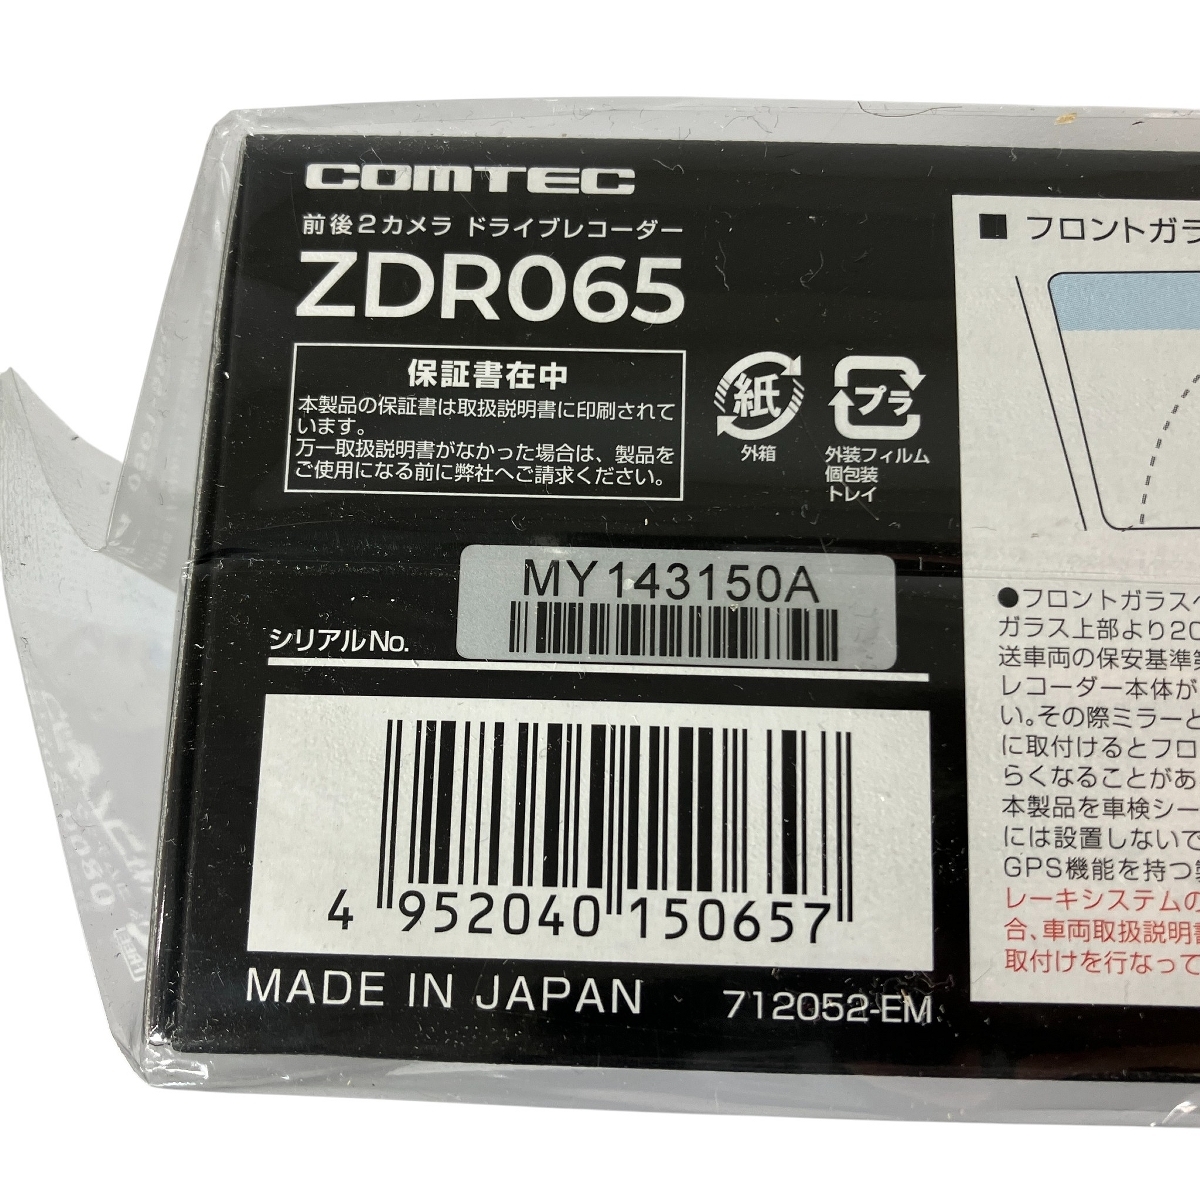 COMTEC
前後2カメラ ドライブレコーダー
ZDR065
保証書在中
本製品の保証書は取扱説明書に印刷されて
います。
万一取扱説明書がなかった場合は、製品を
ご使用になる前に弊社へご請求ください。
紙
外箱
プラ
外装フィルム
個包装
トレイ
シリアルNo.
MY143150A
4 952040 150657
MADE IN JAPAN
712052-EM
■ フロントガラ
●フロントガラス
ガラス上部より20
送車両の保安基準
レコーダー本体が
い。その際ミラーと
に取付けるとフロ
らくなることがあ
本製品を車検シー
には設置しないで
GPS機能を持つ
レーキシステムの
合、車両取扱説明
取付けを行なって